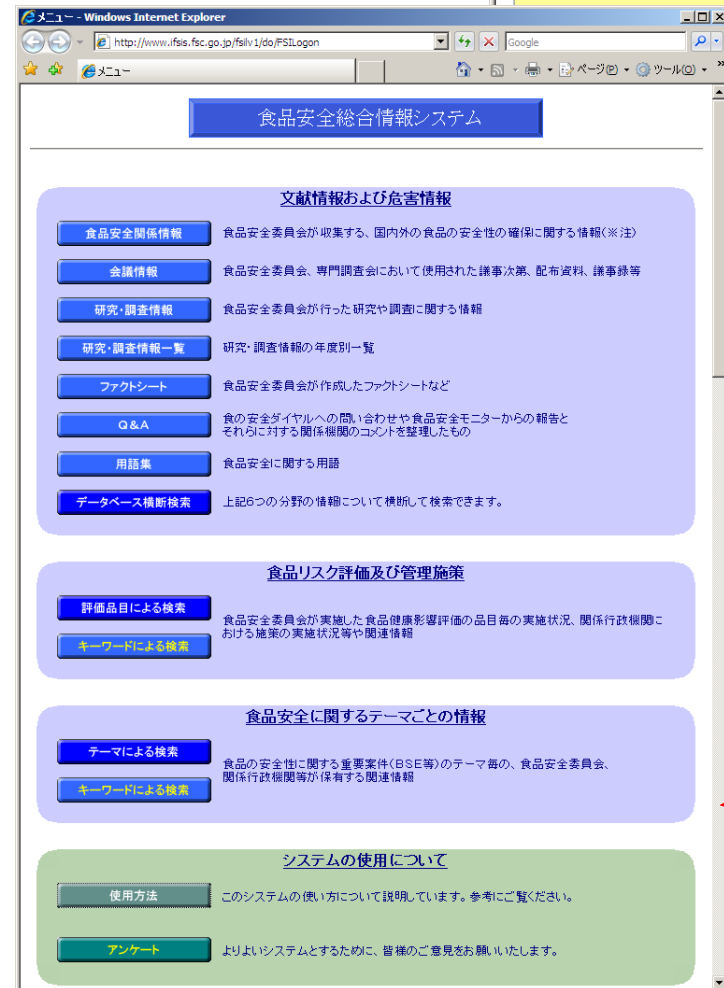 メニュー - Windows Internet Explorer
http://www.ifsis.fsc.go.jp/fsilv1/do/FSILogon
Google
メニュー
ページ(P)
ツール(O)
食品安全総合情報システム
文献情報および危害情報
食品安全関係情報 食品安全委員会が収集する、国内外の食品の安全性の確保に関する情報(※注)
会議情報 食品安全委員会、専門調査会において使用された議事次第、配布資料、議事録等
研究・調査情報 食品安全委員会が行った研究や調査に関する情報
研究・調査情報一覧 研究・調査情報の年度別一覧
ファクトシート 食品安全委員会が作成したファクトシートなど
Q&A 食の安全ダイヤルへの問い合わせや食品安全モニターからの報告と
それらに対する関係機関のコメントを整理したもの
用語集 食品安全に関する用語
データベース横断検索 上記6つの分野の情報について横断して検索できます。
食品リスク評価及び管理施策
評価品目による検索
食品安全委員会が実施した食品健康影響評価の品目毎の実施状況、関係行政機関に
おける施策の実施状況等や関連情報
キーワードによる検索
食品安全に関するテーマごとの情報
テーマによる検索
食品の安全性に関する重要案件(BSE等)のテーマ毎の、食品安全委員会、
関係行政機関等が保有する関連情報
キーワードによる検索
システムの使用について
使用方法 このシステムの使い方について説明しています。参考にご覧ください。
アンケート よりよいシステムとするために、皆様のご意見をお願いいたします。